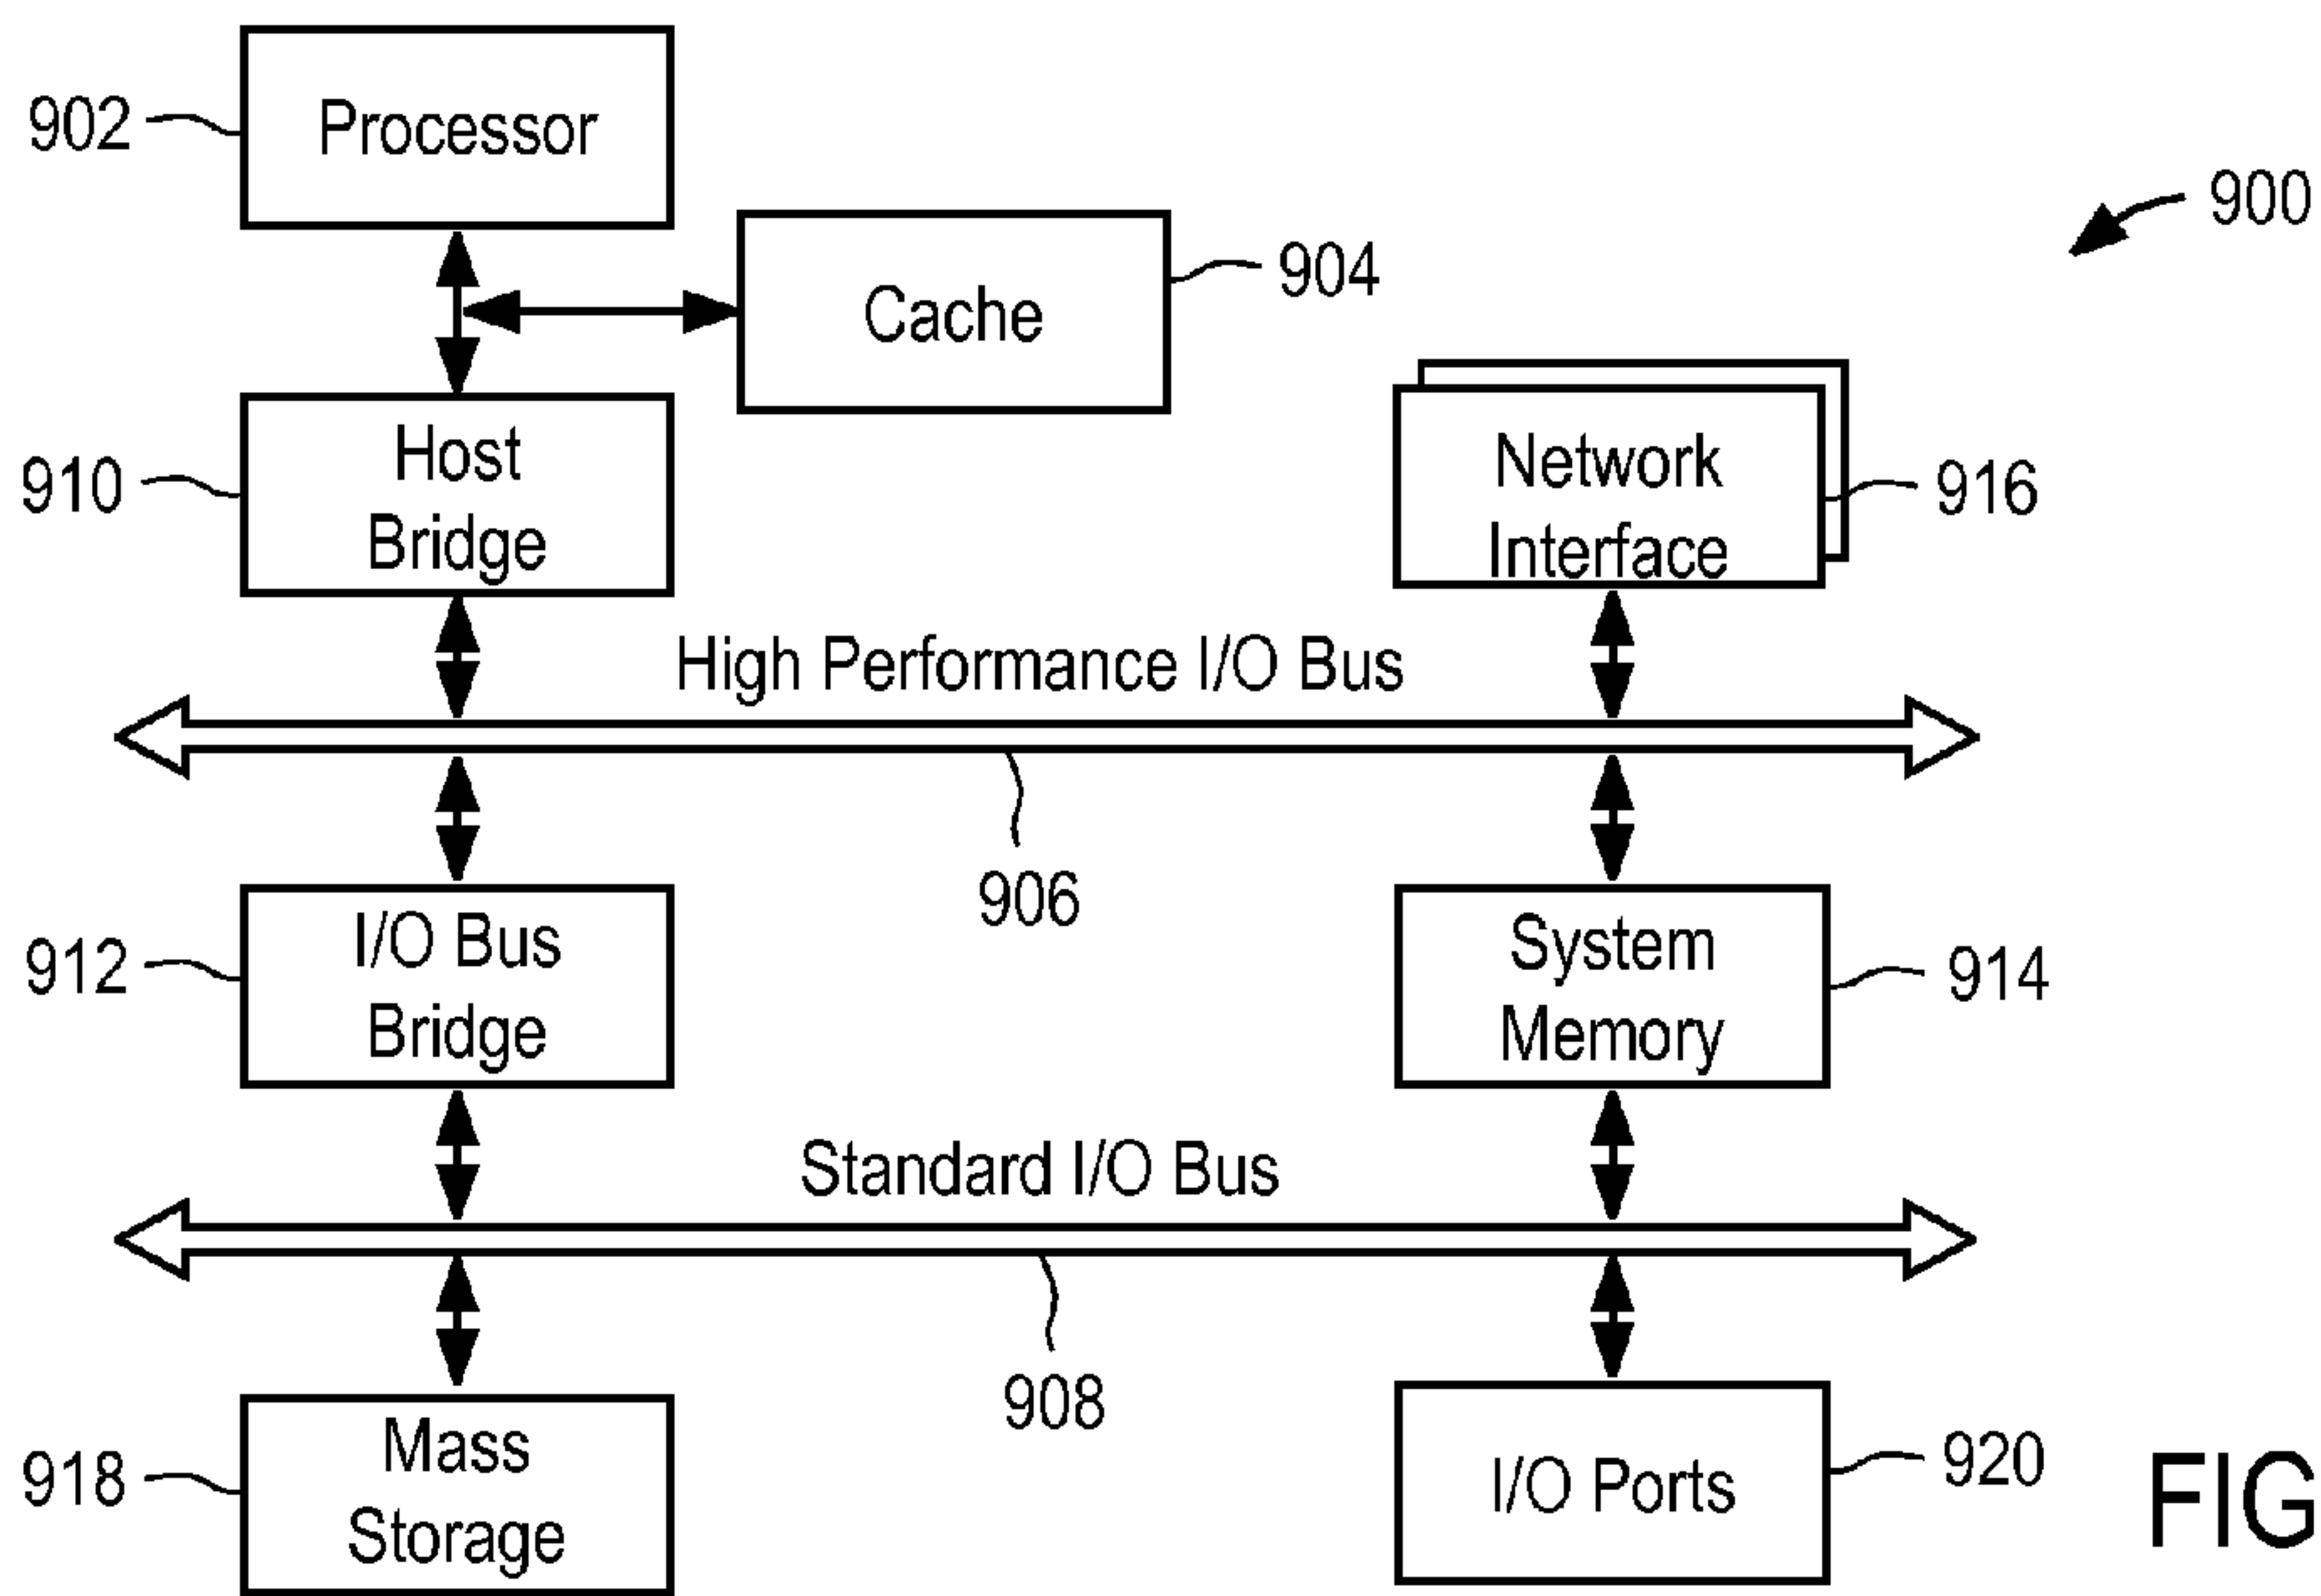 902
Processor
900
Cache
904
910
Host
Bridge
Network
Interface
916
High Performance I/O Bus
906
912
I/O Bus
Bridge
System
Memory
914
Standard I/O Bus
908
918
Mass
Storage
I/O Ports
920
FIG